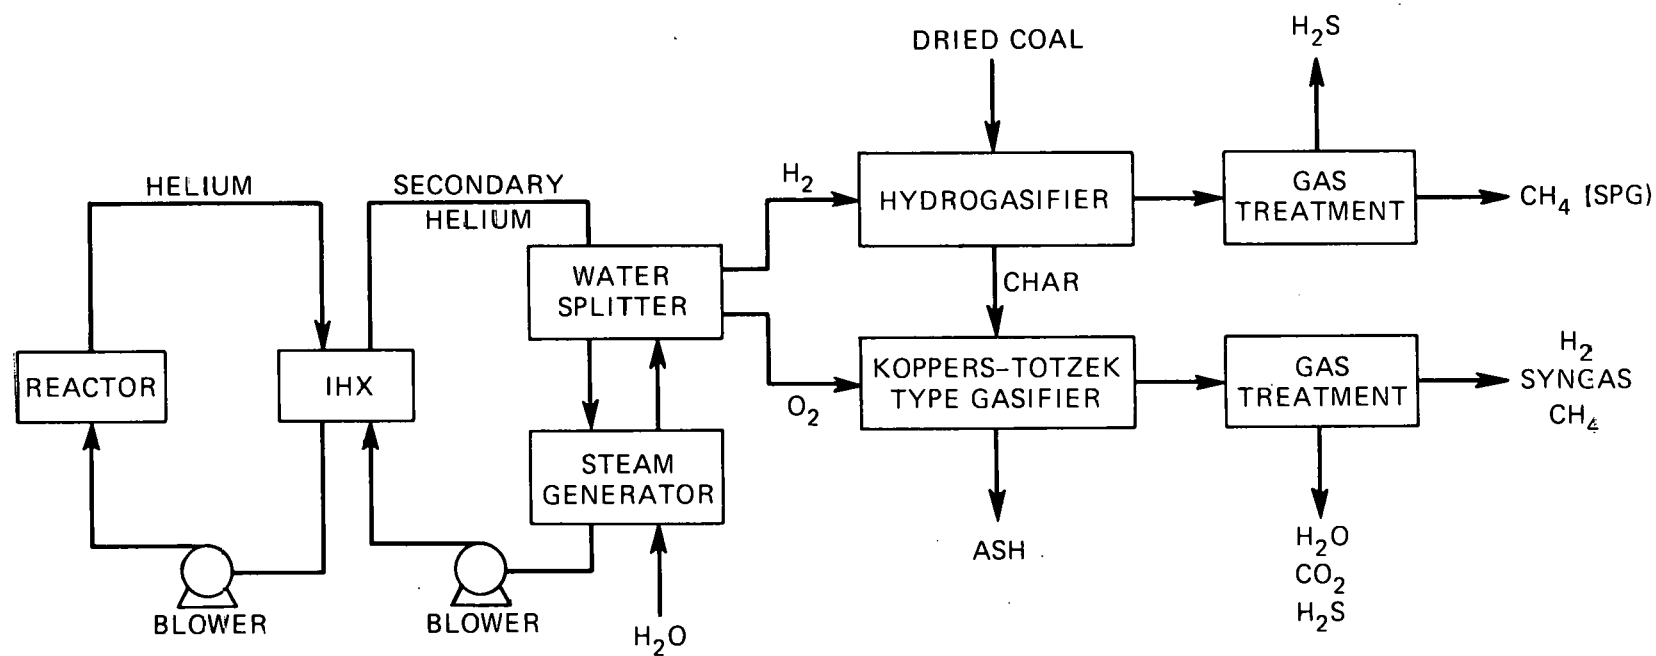 DRIED COAL
H2S
HELIUM
SECONDARY
HELIUM
H2
HYDROGASIFIER
GAS
TREATMENT
CH4 (SPG)
WATER
SPLITTER
CHAR
REACTOR
IHX
O2
KOPPERS-TOTZEK
TYPE GASIFIER
GAS
TREATMENT
H2
SYNGAS
CH4
STEAM
GENERATOR
ASH
H2O
CO2
H2S
BLOWER
BLOWER
H2O